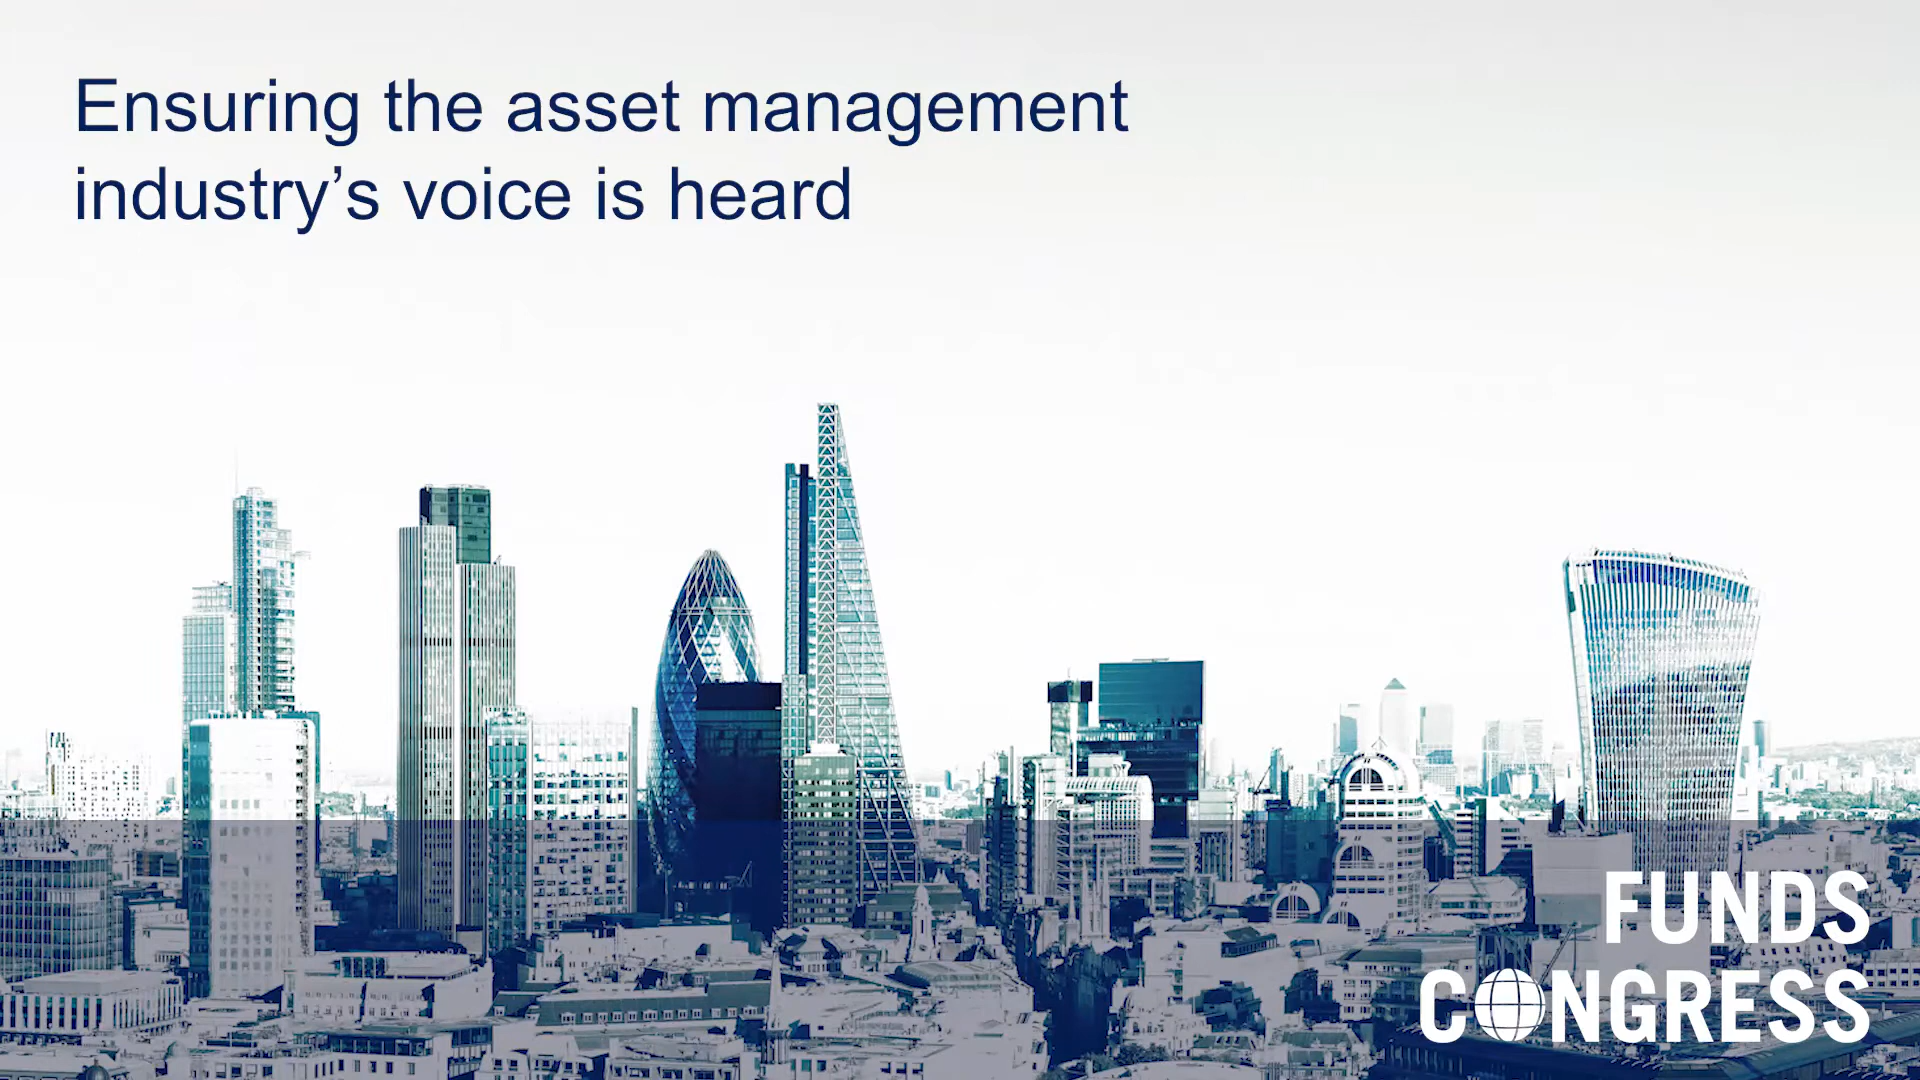 Ensuring the asset management
industry’s voice is heard
FUNDS
CONGRESS